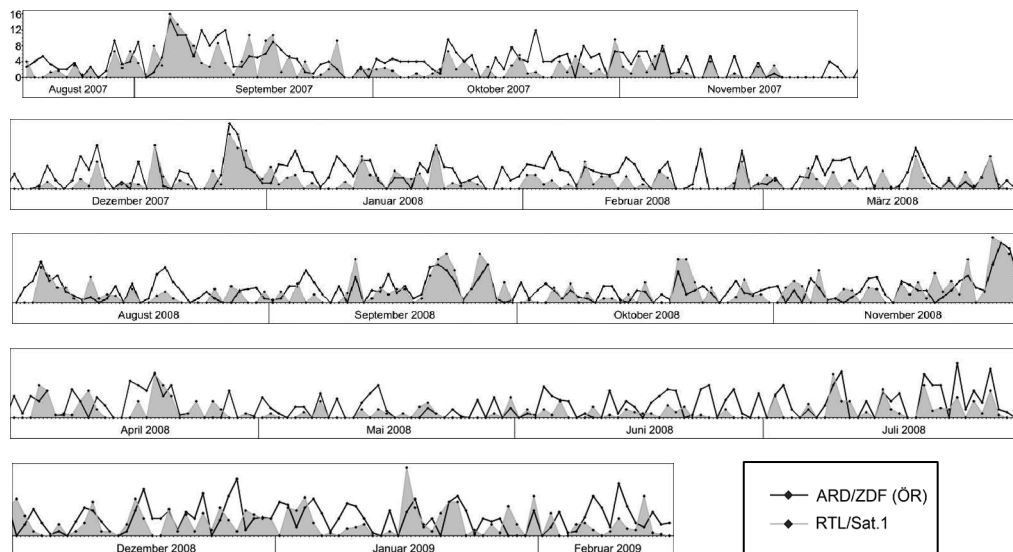 16
12
8
4
0
August 2007 September 2007 Oktober 2007 November 2007
Dezember 2007 Januar 2008 Februar 2008 März 2008
August 2008 September 2008 Oktober 2008 November 2008
April 2008 Mai 2008 Juni 2008 Juli 2008
Dezember 2008 Januar 2009 Februar 2009
ARD/ZDF (ÖR)
RTL/Sat.1